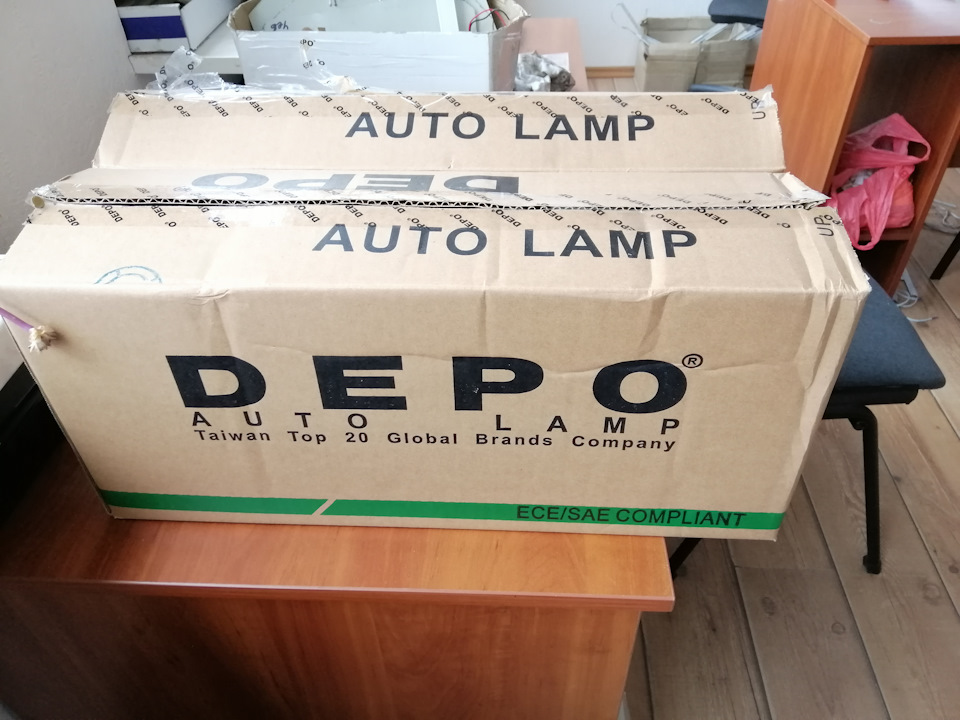 AUTO LAMP
DEPO
AUTO LAMP
DEPO®
AUTO LAMP
Taiwan Top 20 Global Brands Company
ECE/SAE COMPLIANT